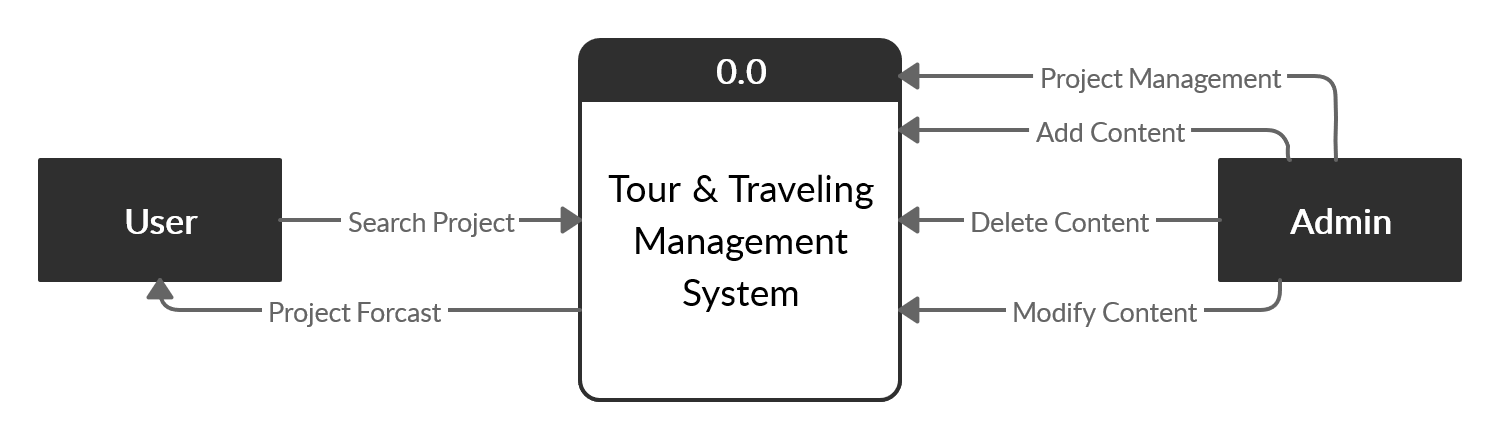 0.0
Project Management
Add Content
Tour & Traveling
Management
System
User
Search Project
Delete Content
Admin
Project Forcast
Modify Content